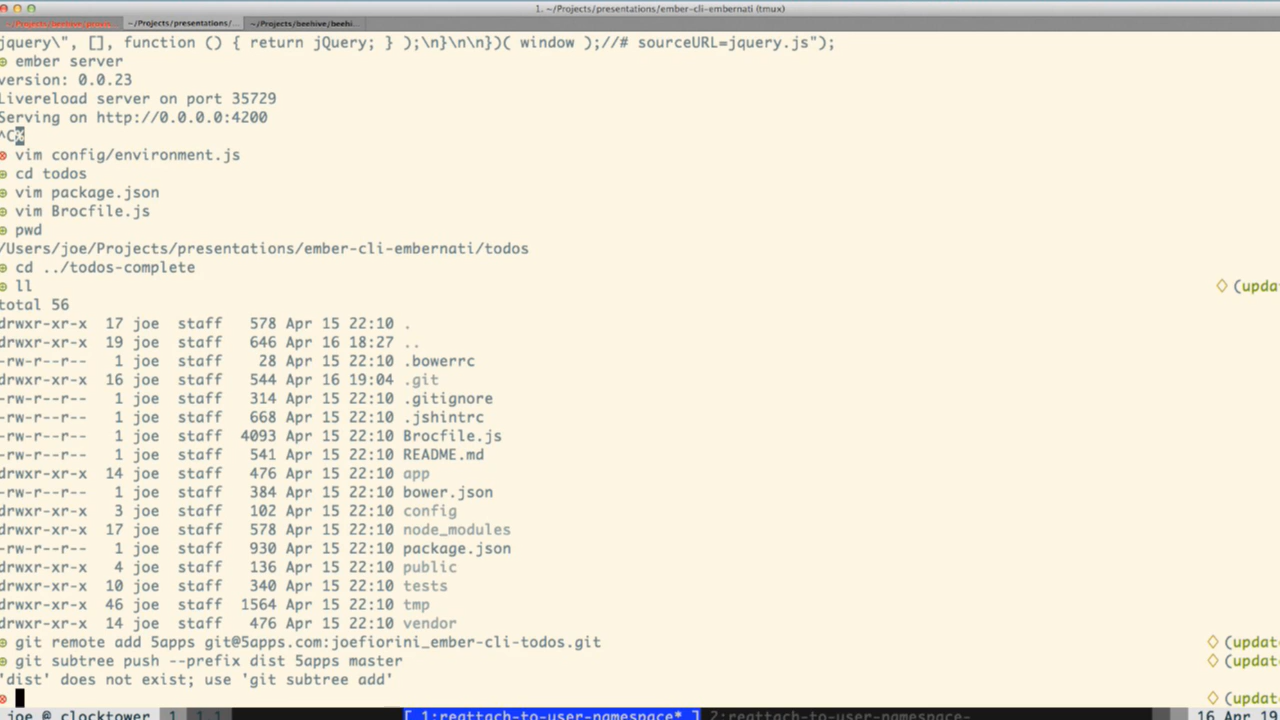 1. ~/Projects/presentations/ember-cli-embernati (tmux)
~/Projects/presentations/... ~/Projects/beehive/beehi...
jquery\", [], function () { return jQuery; } );\n}\n\n})( window );//# sourceURL=jquery.js");
ember server
version: 0.0.23
Livereload server on port 35729
Serving on http://0.0.0.0:4200
^C%
vim config/environment.js
cd todos
vim package.json
vim Brocfile.js
pwd
/Users/joe/Projects/presentations/ember-cli-embernati/todos
cd ../todos-complete
ll (upda
total 56
drwxr-xr-x 17 joe staff 578 Apr 15 22:10 .
drwxr-xr-x 19 joe staff 646 Apr 16 18:27 ..
-rw-r--r-- 1 joe staff 28 Apr 15 22:10 .bowerrc
drwxr-xr-x 16 joe staff 544 Apr 16 19:04 .git
-rw-r--r-- 1 joe staff 314 Apr 15 22:10 .gitignore
-rw-r--r-- 1 joe staff 668 Apr 15 22:10 .jshintrc
-rw-r--r-- 1 joe staff 4093 Apr 15 22:10 Brocfile.js
-rw-r--r-- 1 joe staff 541 Apr 15 22:10 README.md
drwxr-xr-x 14 joe staff 476 Apr 15 22:10 app
-rw-r--r-- 1 joe staff 384 Apr 15 22:10 bower.json
drwxr-xr-x 3 joe staff 102 Apr 15 22:10 config
drwxr-xr-x 17 joe staff 578 Apr 15 22:10 node_modules
-rw-r--r-- 1 joe staff 930 Apr 15 22:10 package.json
drwxr-xr-x 4 joe staff 136 Apr 15 22:10 public
drwxr-xr-x 10 joe staff 340 Apr 15 22:10 tests
drwxr-xr-x 46 joe staff 1564 Apr 15 22:10 tmp
drwxr-xr-x 14 joe staff 476 Apr 15 22:10 vendor
git remote add 5apps git@5apps.com:joefiorini_ember-cli-todos.git (updat
git subtree push --prefix dist 5apps master (updat
'dist' does not exist; use 'git subtree add'
(updat
joe @ clocktower 1 1 1 [ 1:reattach-to-user-namespace* ] 2:reattach-to-user-namespace- 16 Apr 19